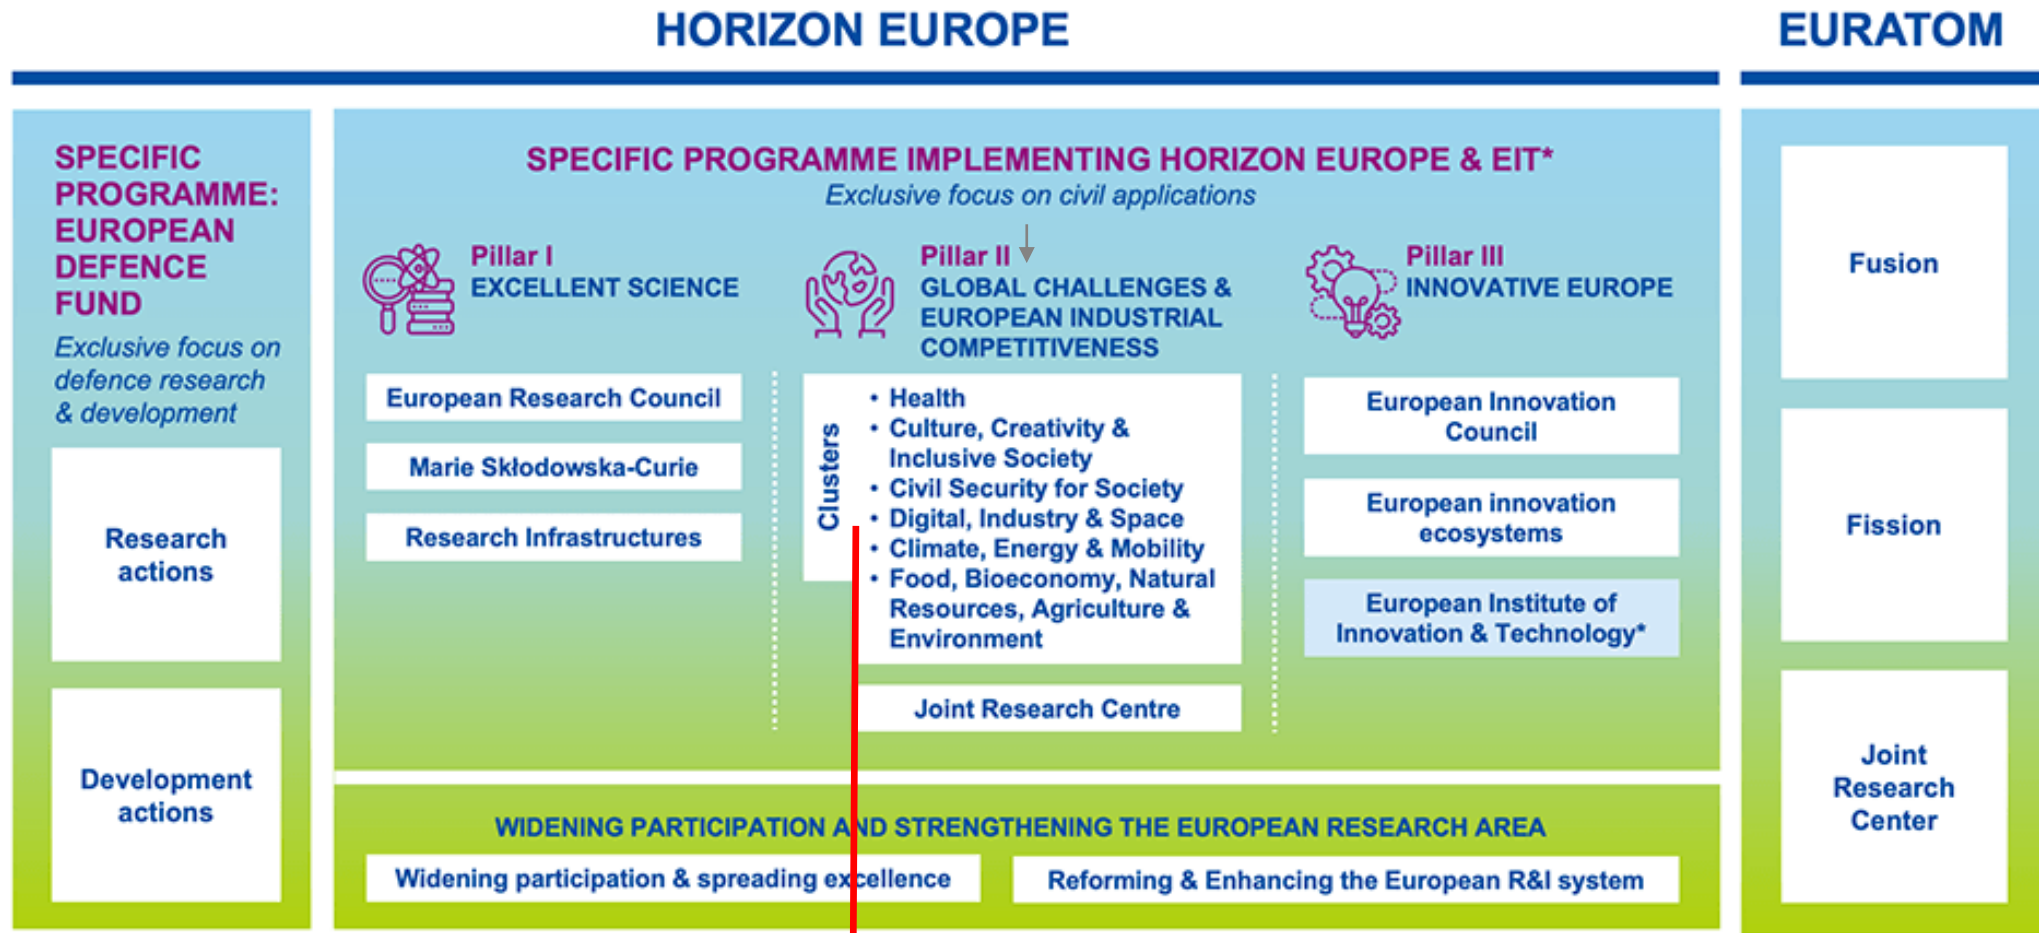 HORIZON EUROPE
EURATOM
SPECIFIC
PROGRAMME:
EUROPEAN
DEFENCE
FUND
Exclusive focus on
defence research
& development
Research
actions
Development
actions
SPECIFIC PROGRAMME IMPLEMENTING HORIZON EUROPE & EIT*
Exclusive focus on civil applications
Pillar I
EXCELLENT SCIENCE
European Research Council
Marie Skłodowska-Curie
Research Infrastructures
Pillar II
GLOBAL CHALLENGES &
EUROPEAN INDUSTRIAL
COMPETITIVENESS
Clusters
• Health
• Culture, Creativity &
Inclusive Society
• Civil Security for Society
• Digital, Industry & Space
• Climate, Energy & Mobility
• Food, Bioeconomy, Natural
Resources, Agriculture &
Environment
Joint Research Centre
Pillar III
INNOVATIVE EUROPE
European Innovation
Council
European innovation
ecosystems
European Institute of
Innovation & Technology*
WIDENING PARTICIPATION AND STRENGTHENING THE EUROPEAN RESEARCH AREA
Widening participation & spreading excellence
Reforming & Enhancing the European R&I system
Fusion
Fission
Joint
Research
Center